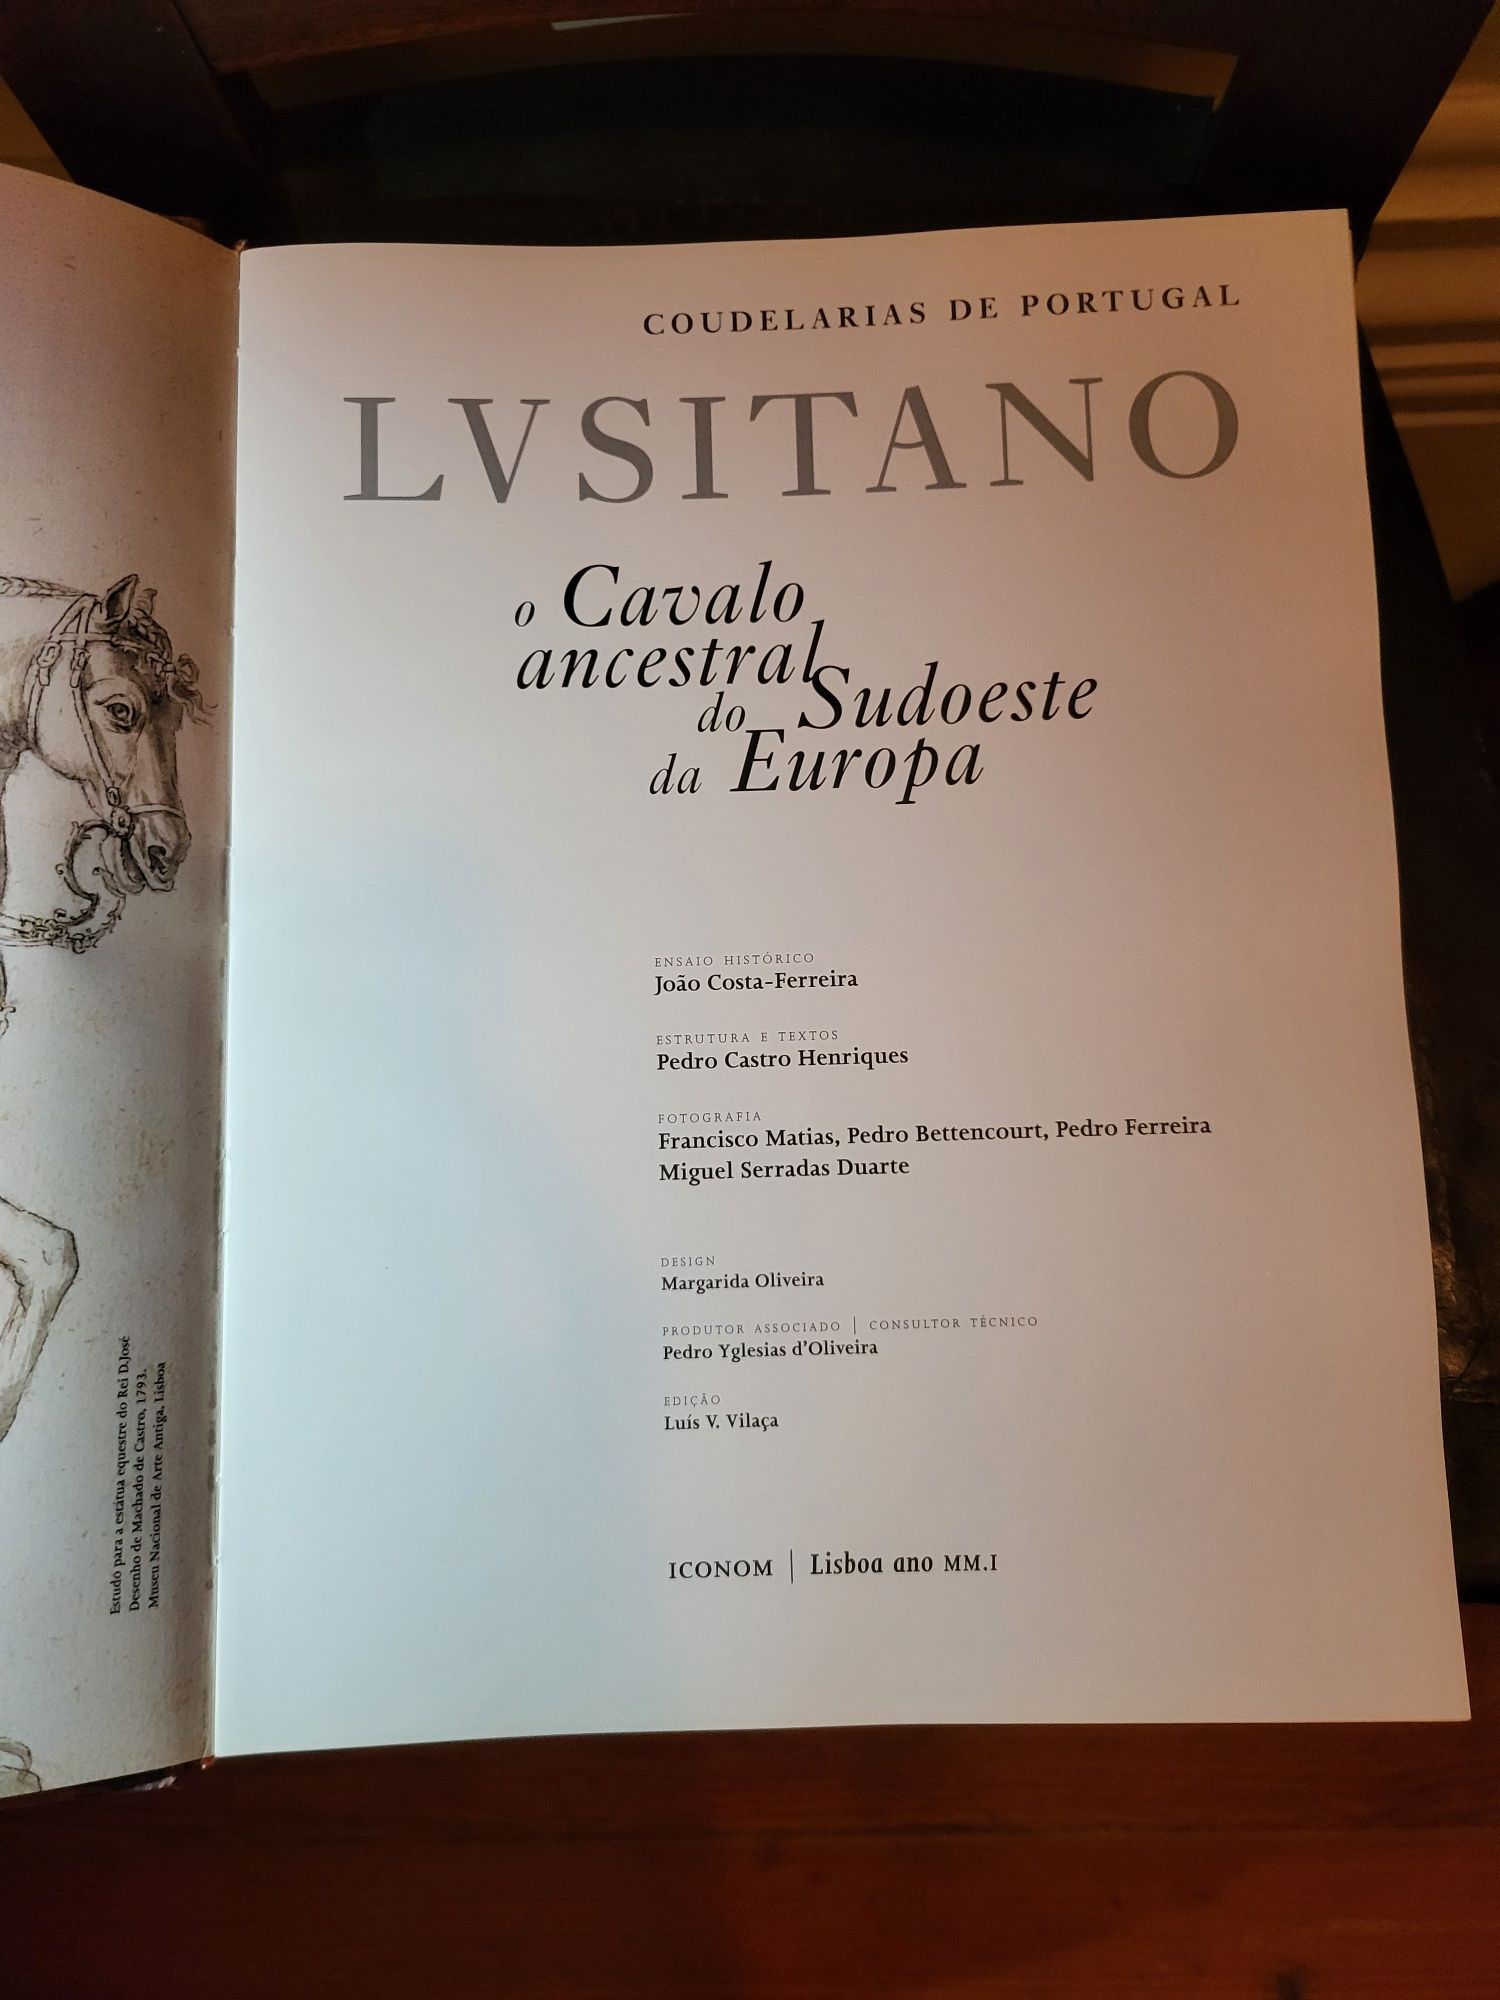 Estudo para a estátua equestre do Rei D.José
Desenho de Machado de Castro, 1793.
Museu Nacional de Arte Antiga, Lisboa
COUDELARIAS DE PORTUGAL
LVSITANO
o Cavalo
ancestral
do Sudoeste
da Europa
ENSAIO HISTÓRICO
João Costa-Ferreira
ESTRUTURA E TEXTOS
Pedro Castro Henriques
FOTOGRAFIA
Francisco Matias, Pedro Bettencourt, Pedro Ferreira
Miguel Serradas Duarte
DESIGN
Margarida Oliveira
PRODUTOR ASSOCIADO | CONSULTOR TÉCNICO
Pedro Yglesias d'Oliveira
EDIÇÃO
Luís V. Vilaça
ICONOM | Lisboa ano MM.I